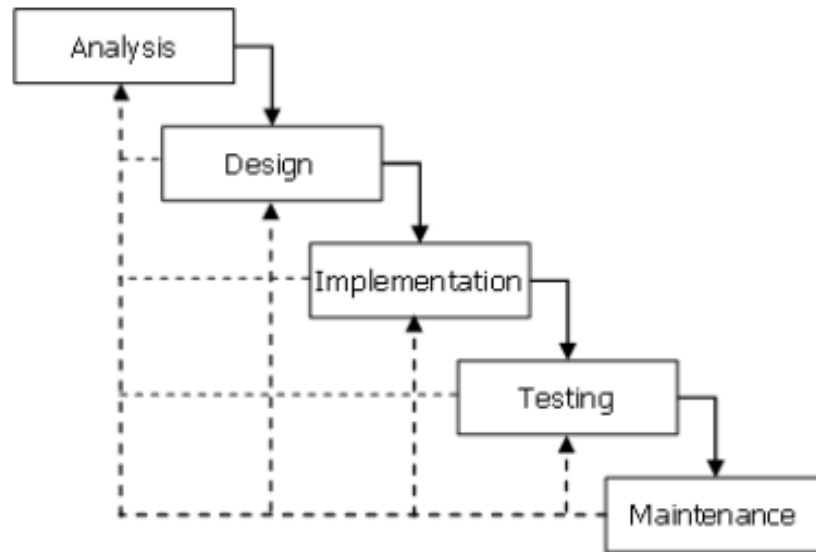 Analysis
Design
Implementation
Testing
Maintenance